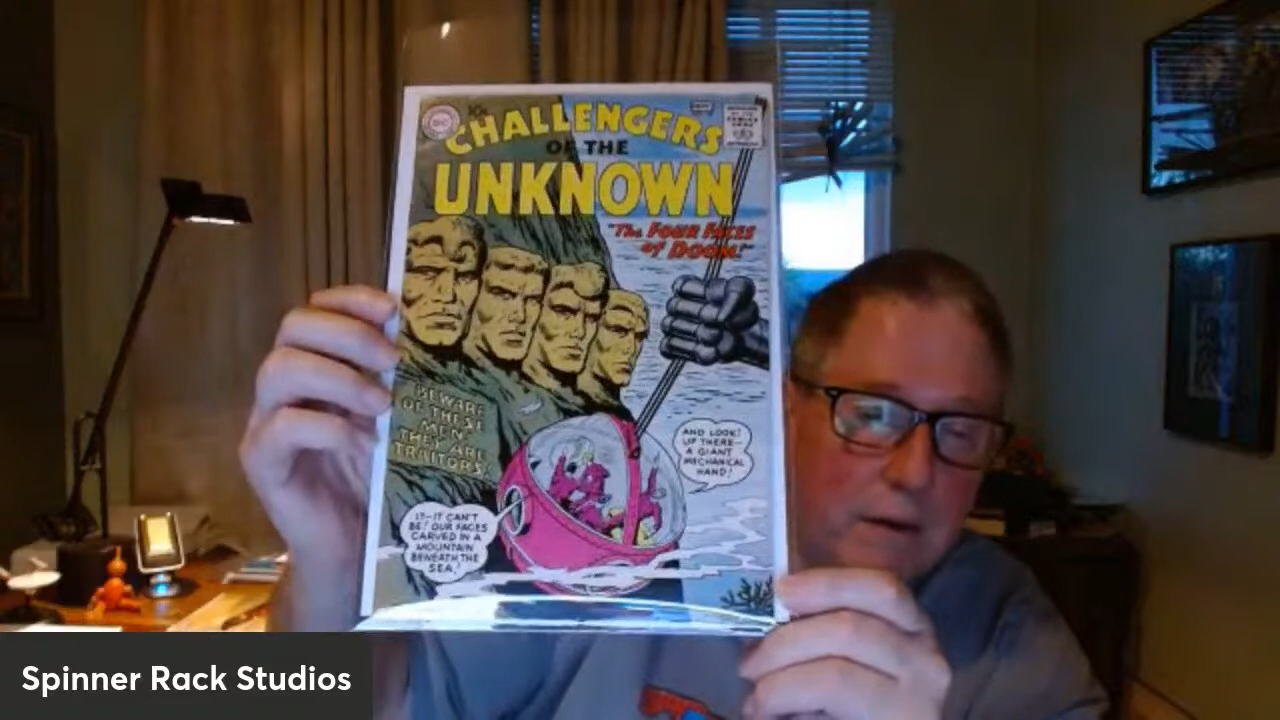 DC
10¢
CHALLENGERS
OF THE
UNKNOWN
"The FOUR FACES
of DOOM!"
BEWARE
OF THESE
MEN-
THEY ARE
TRAITORS!
AND LOOK!
UP THERE--
A GIANT
MECHANICAL
HAND!
IT--IT CAN'T
BE! OUR FACES
CARVED IN A
MOUNTAIN
BENEATH THE
SEA!
Spinner Rack Studios